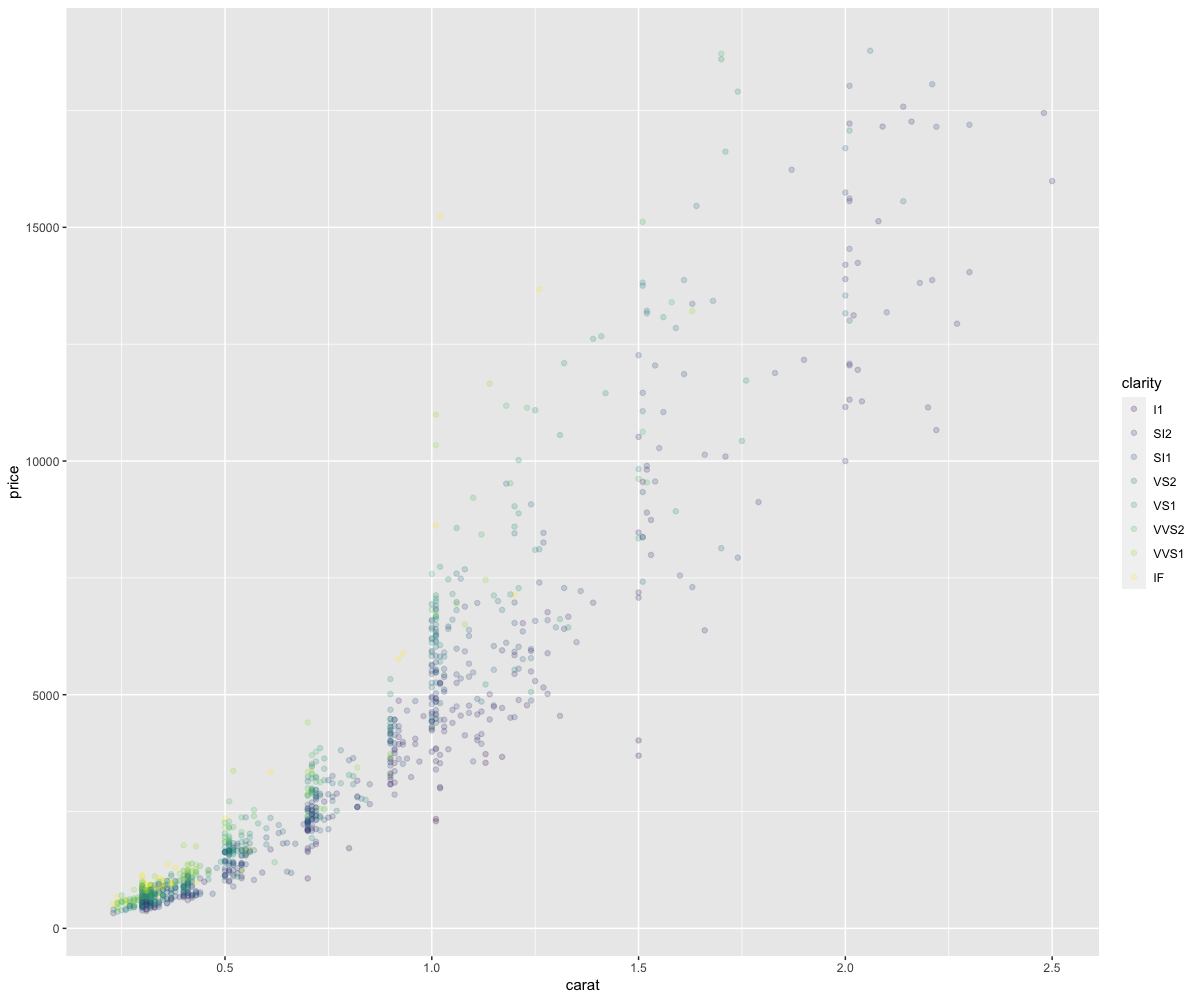 15000
10000
5000
0
price
0.5
1.0
1.5
2.0
2.5
carat
clarity
I1
SI2
SI1
VS2
VS1
VVS2
VVS1
IF